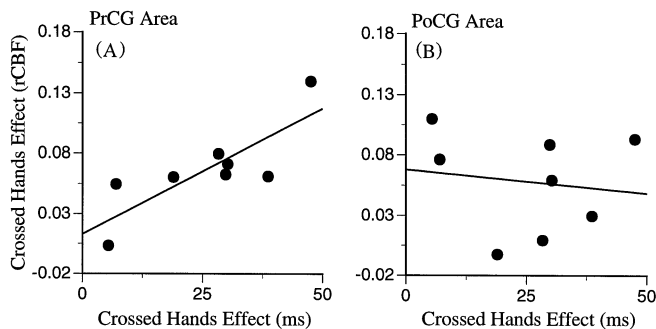 PrCG Area
(A)
Crossed Hands Effect (rCBF)
0.18
0.13
0.08
0.03
-0.02
0
25
50
Crossed Hands Effect (ms)
PoCG Area
(B)
0.18
0.13
0.08
0.03
-0.02
0
25
50
Crossed Hands Effect (ms)